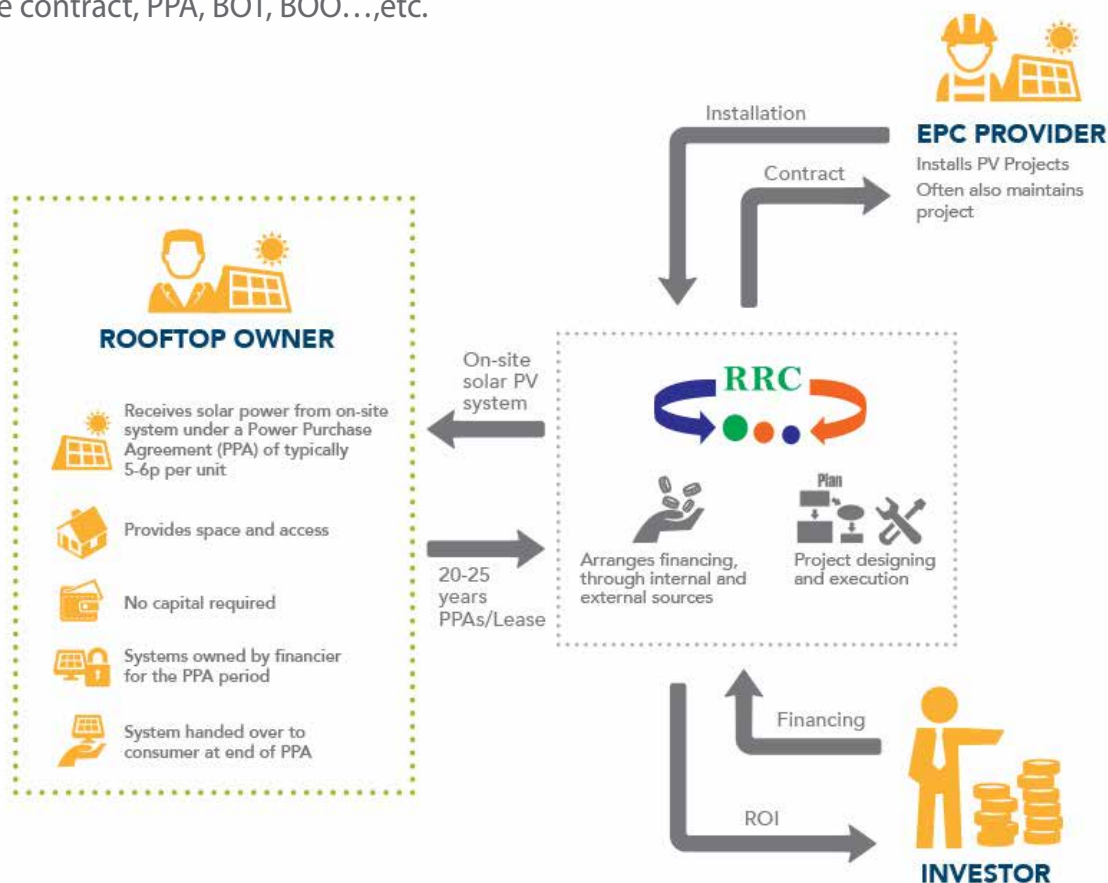 e contract, PPA, BOT, BOO...,etc.
Installation
EPC PROVIDER
Installs PV Projects
Often also maintains
project
Contract
ROOFTOP OWNER
Receives solar power from on-site
system under a Power Purchase
Agreement (PPA) of typically
5-6p per unit
Provides space and access
No capital required
Systems owned by financier
for the PPA period
System handed over to
consumer at end of PPA
On-site
solar PV
system
20-25
years
PPAs/Lease
RRC
Plan
Arranges financing,
through internal and
external sources
Project designing
and execution
Financing
ROI
INVESTOR